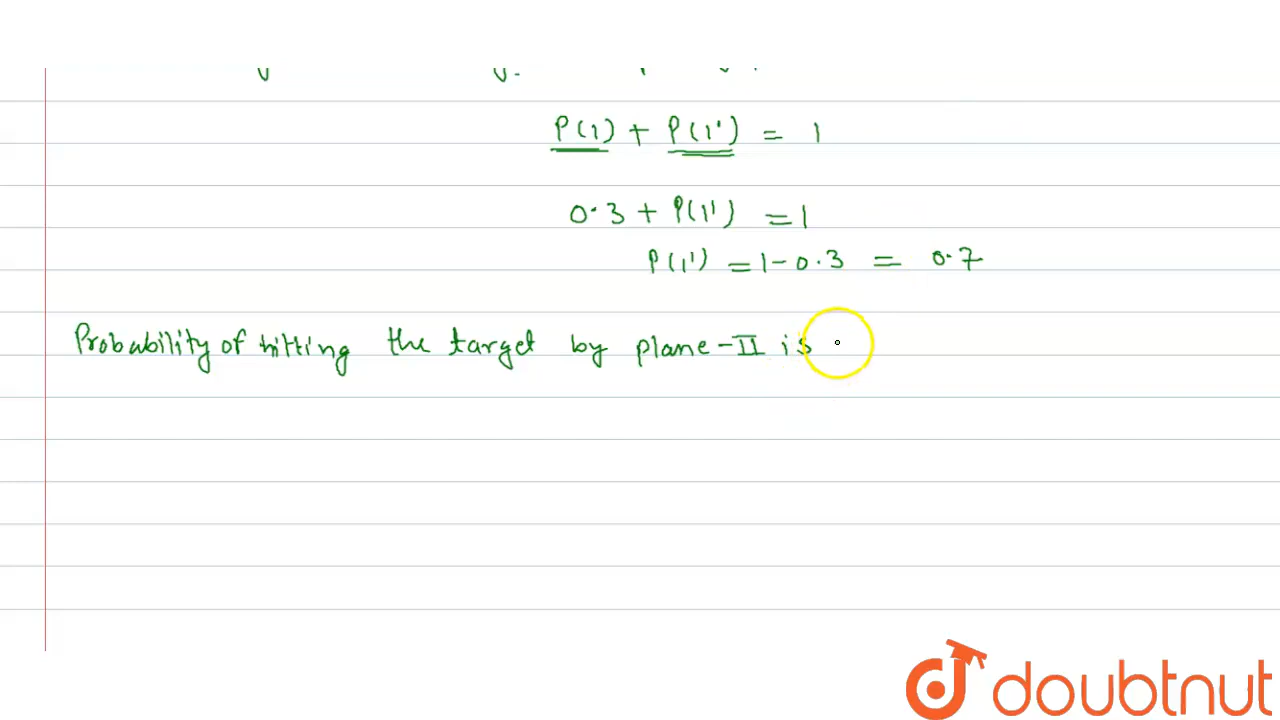 P(1) + P(1') = 1
0.3 + P(1') = 1
P(1') = 1 - 0.3 = 0.7
Probability of hitting the target by plane - II is
doubtnut